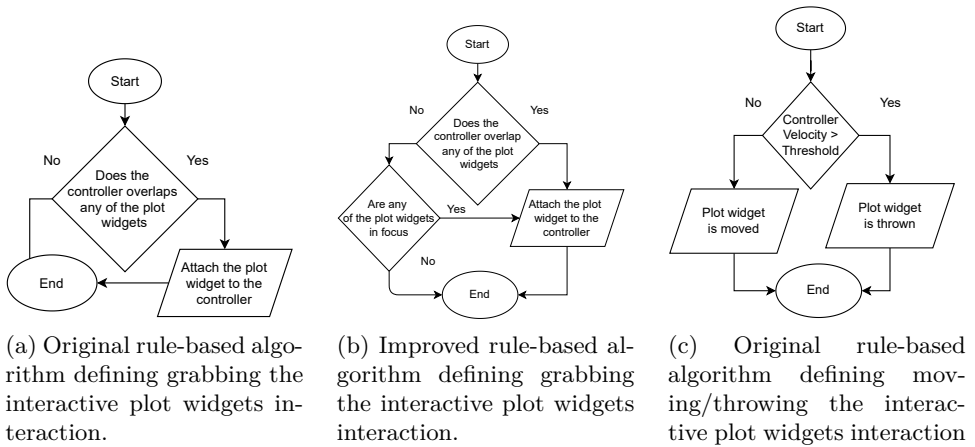 Start
No
Yes
Does the
controller overlaps
any of the plot
widgets
End
Attach the plot
widget to the
controller
(a) Original rule-based algo-
rithm defining grabbing the
interactive plot widgets in-
teraction.
Start
No
Yes
Does the
controller overlap
any of the plot
widgets
Are any
of the plot widgets
in focus
Yes
Attach the plot
widget to the
controller
No
End
(b) Improved rule-based al-
gorithm defining grabbing
the interactive plot widgets
interaction.
Start
No
Yes
Controller
Velocity >
Threshold
Plot widget
is moved
Plot widget
is thrown
End
(c) Original rule-based
algorithm defining mov-
ing/throwing the interac-
tive plot widgets interaction